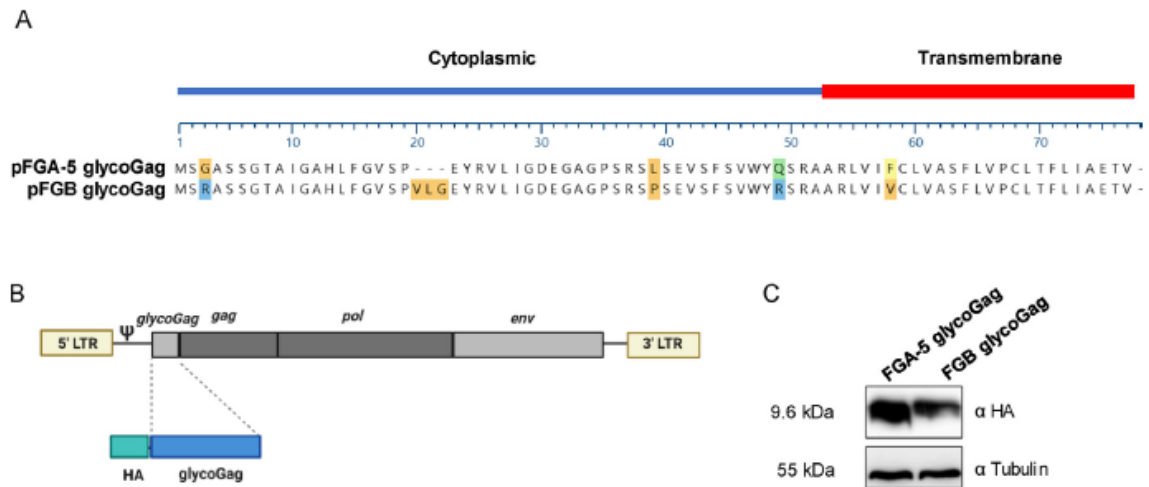 A
Cytoplasmic Transmembrane
1 10 20 30 40 50 60 70
pFGA-5 glycoGag MSGASSGTAIGAHLFGVSP---EYRVLIGDEGAGPSRSLSEVSFSVWYQSRAARLVIFCLVASFLVPCLTFLIAETV-
pFGB glycoGag MSRASSGTAIGAHLFGVSPVLGEYRVLIGDEGAGPSRSPSEVSFSVWYRSRAARLVIVCLVASFLVPCLTFLIAETV-
B
glycoGag gag pol env
5' LTR Ψ 3' LTR
HA glycoGag
C
FGA-5 glycoGag
FGB glycoGag
9.6 kDa α HA
55 kDa α Tubulin